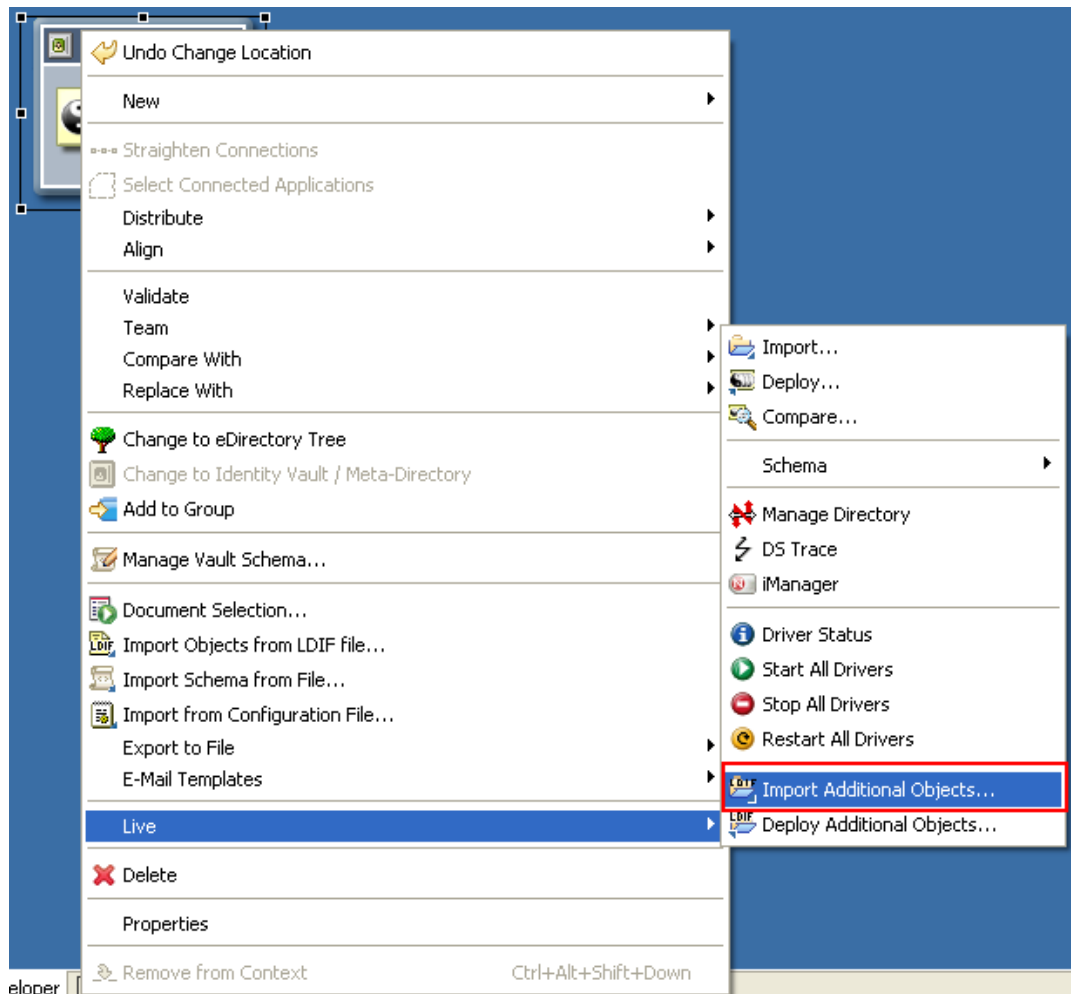 Undo Change Location
New
Straighten Connections
Select Connected Applications
Distribute
Align
Validate
Team
Compare With
Replace With
Change to eDirectory Tree
Change to Identity Vault / Meta-Directory
Add to Group
Manage Vault Schema...
Document Selection...
Import Objects from LDIF file...
Import Schema from File...
Import from Configuration File...
Export to File
E-Mail Templates
Live
Delete
Properties
Remove from Context Ctrl+Alt+Shift+Down
eloper
Import...
Deploy...
Compare...
Schema
Manage Directory
DS Trace
iManager
Driver Status
Start All Drivers
Stop All Drivers
Restart All Drivers
Import Additional Objects...
Deploy Additional Objects...